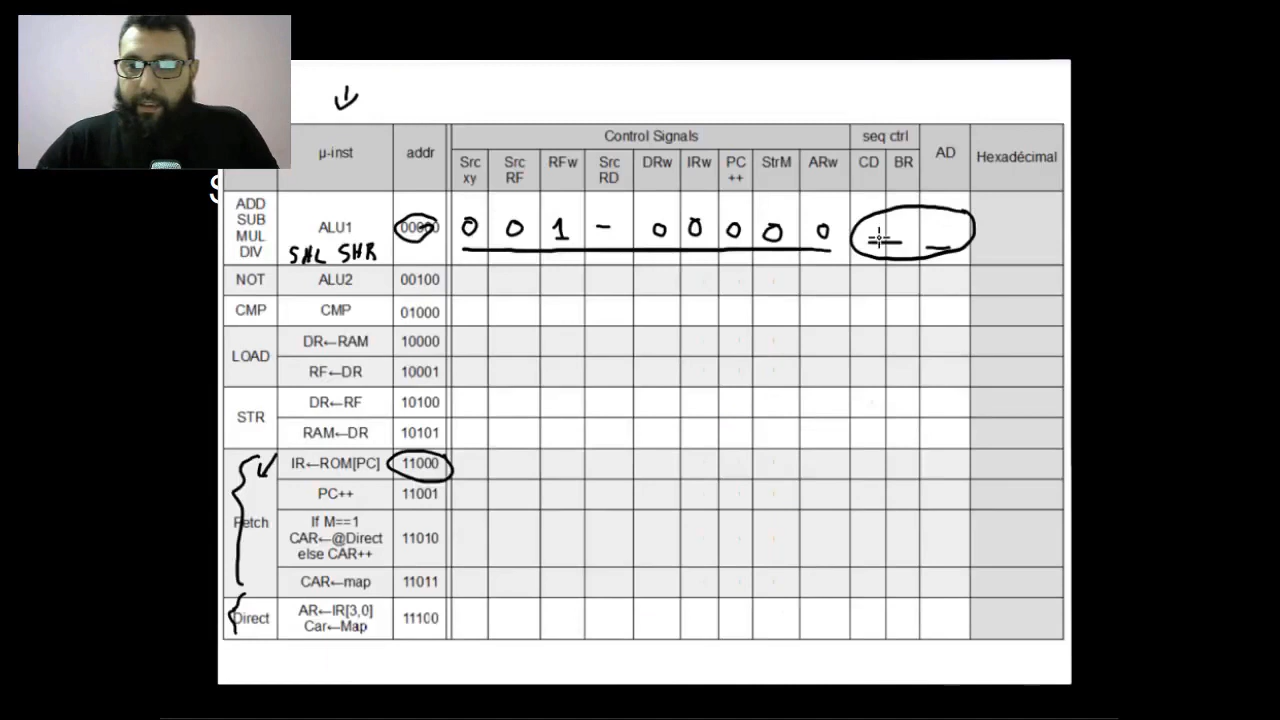 S
μ-inst addr Control Signals seq ctrl AD Hexadécimal
Src xy Src RF RFw Src RD DRw IRw PC ++ StrM ARw CD BR
ADD SUB MUL DIV ALU1 SHL SHR 00000 0 0 1 - 0 0 0 0 0
NOT ALU2 00100
CMP CMP 01000
LOAD DR←RAM 10000
RF←DR 10001
STR DR←RF 10100
RAM←DR 10101
Fetch IR←ROM[PC] 11000
PC++ 11001
If M==1 CAR←@Direct else CAR++ 11010
CAR←map 11011
Direct AR←IR[3,0] Car←Map 11100